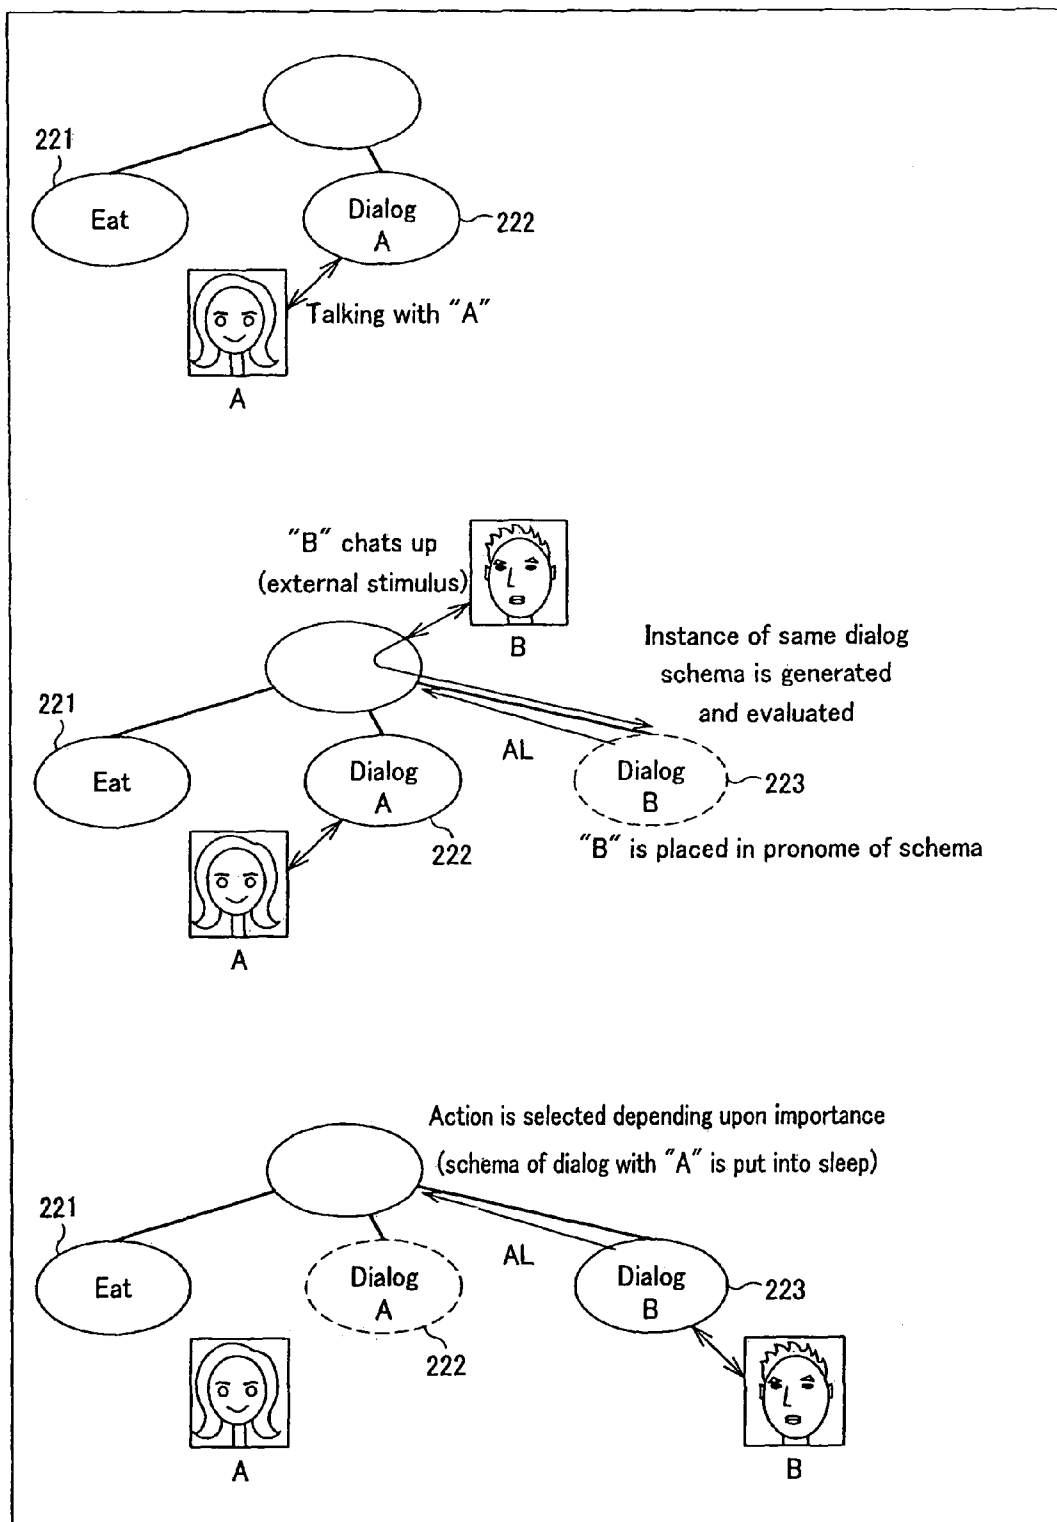 221
Eat
Dialog
A
222
Talking with "A"
A
"B" chats up
(external stimulus)
B
Instance of same dialog
schema is generated
and evaluated
221
Eat
Dialog
A
222
AL
Dialog
B
223
"B" is placed in pronome of schema
A
Action is selected depending upon importance
(schema of dialog with "A" is put into sleep)
221
Eat
Dialog
A
222
AL
Dialog
B
223
A
B